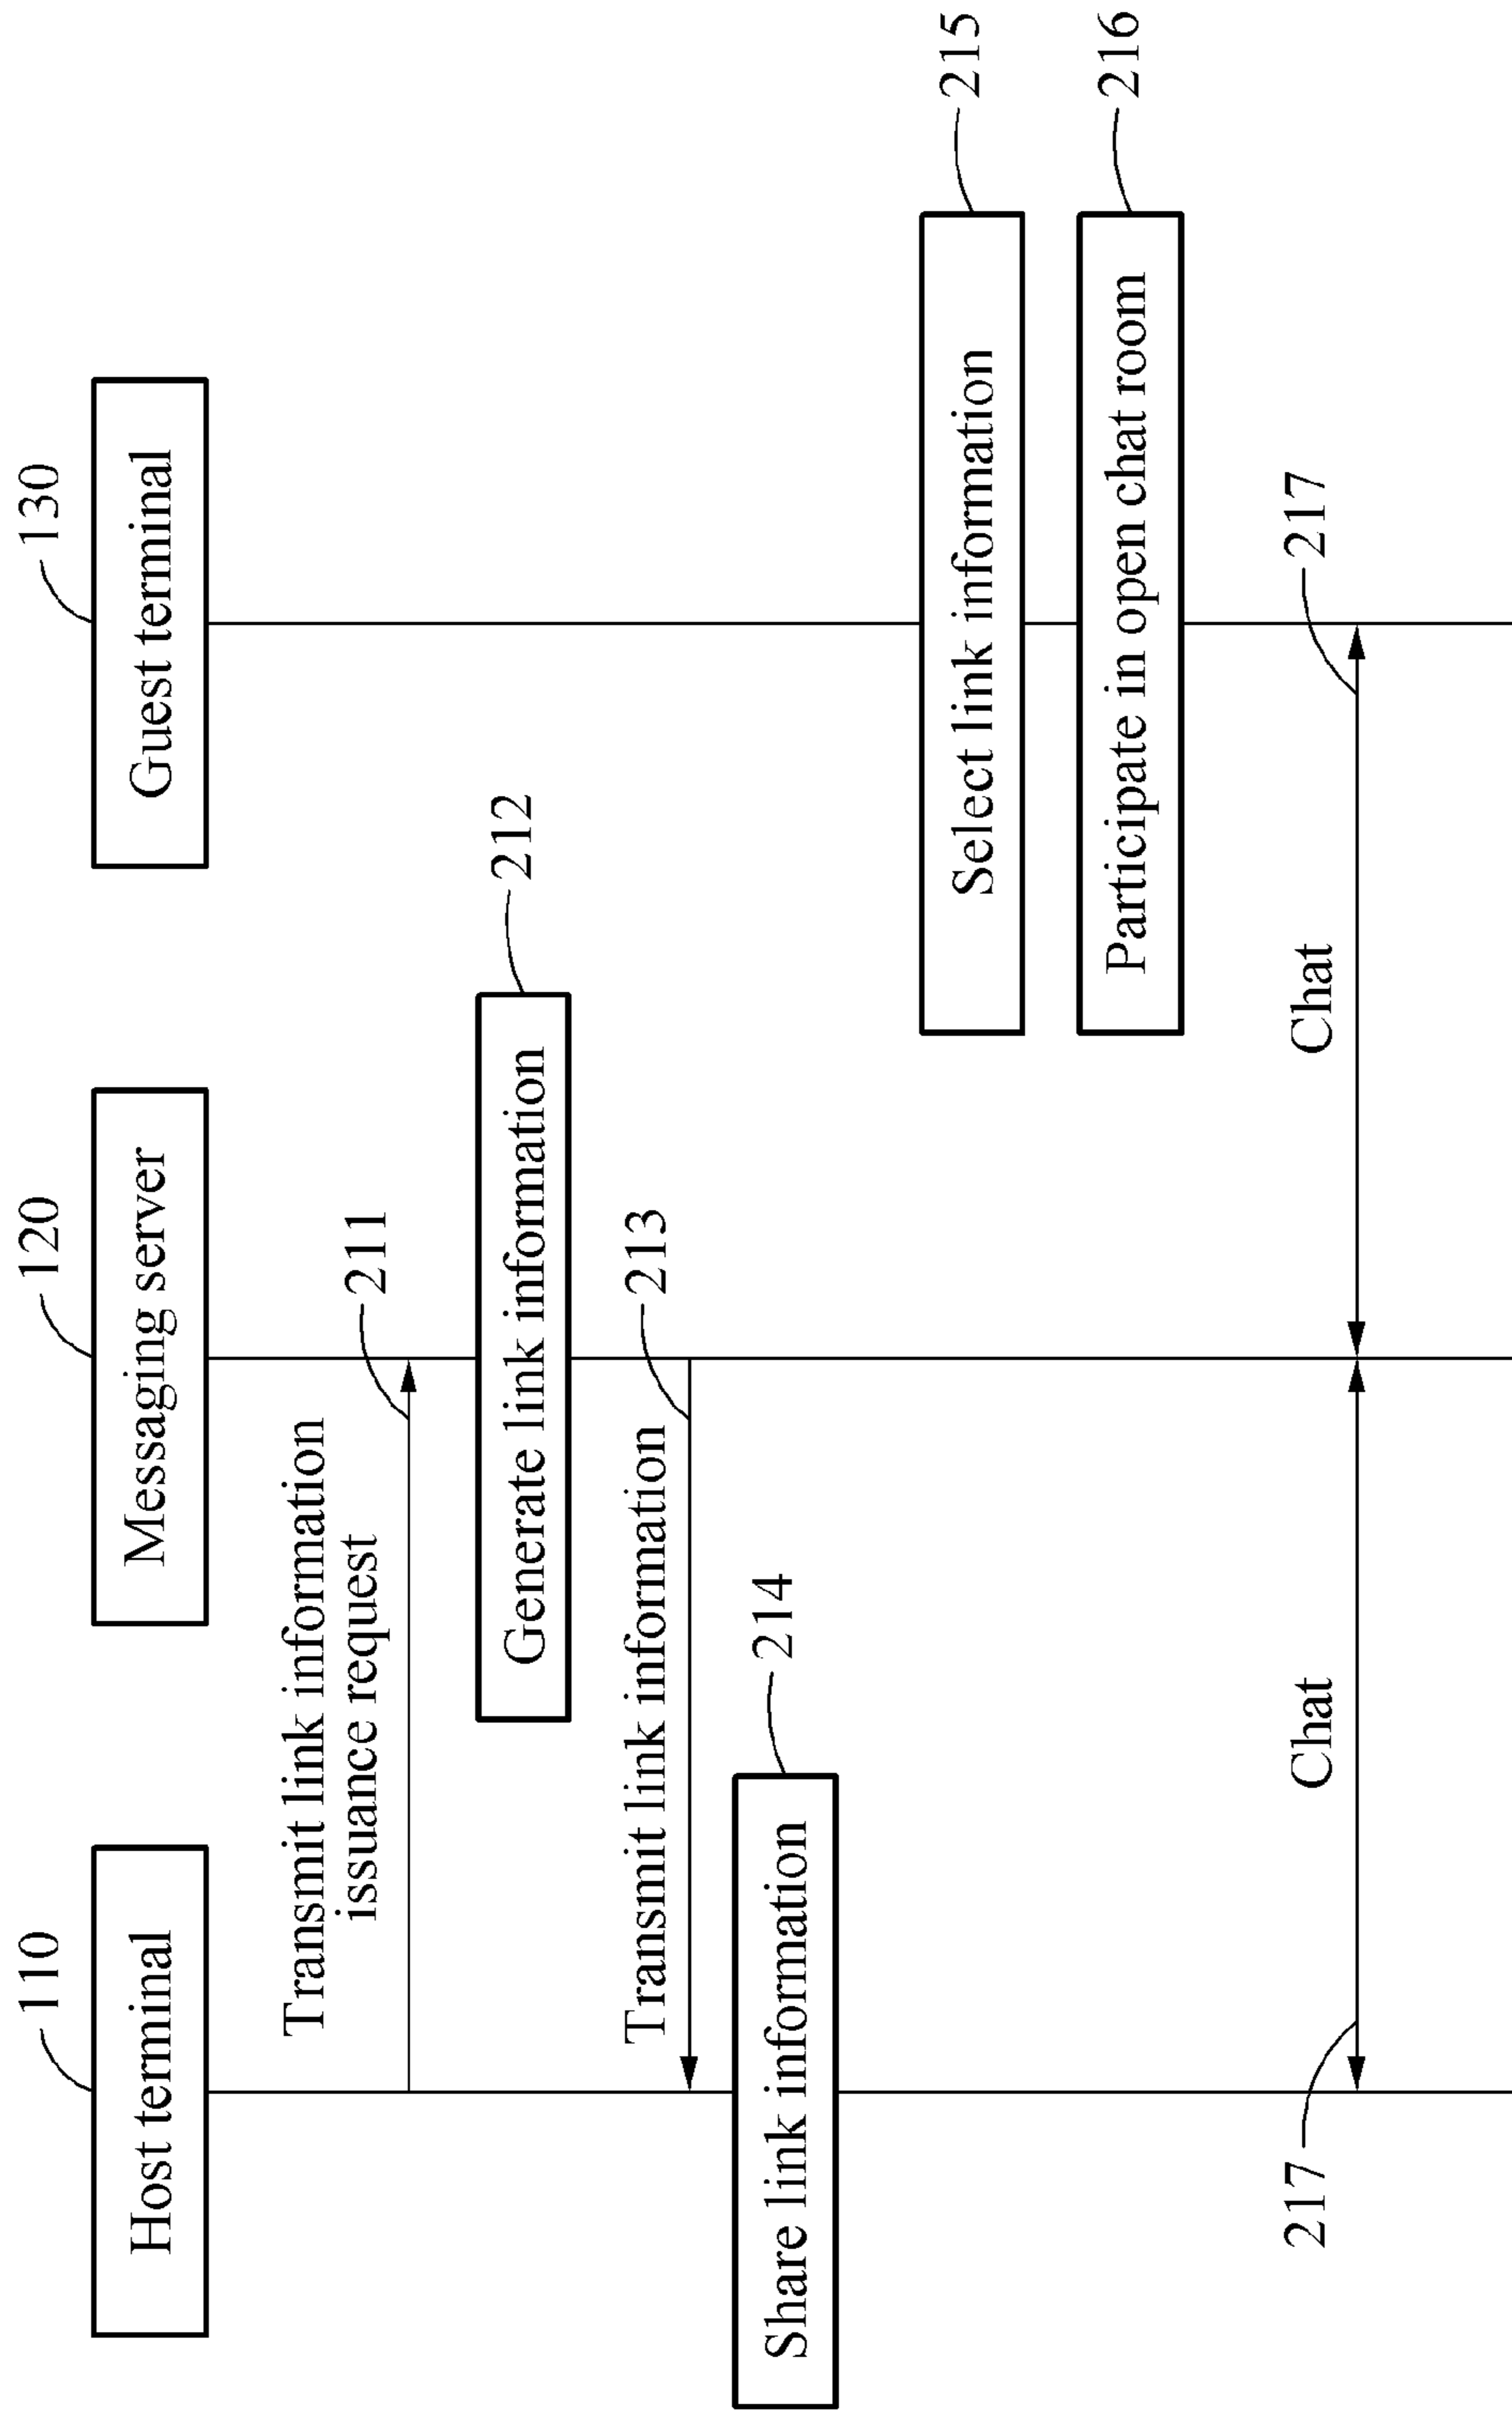 110
120
130
Host terminal
Messaging server
Guest terminal
Transmit link information
issuance request
211
Generate link information
212
Transmit link information
213
Share link information
214
Select link information
215
Participate in open chat room
216
217
Chat
Chat
217